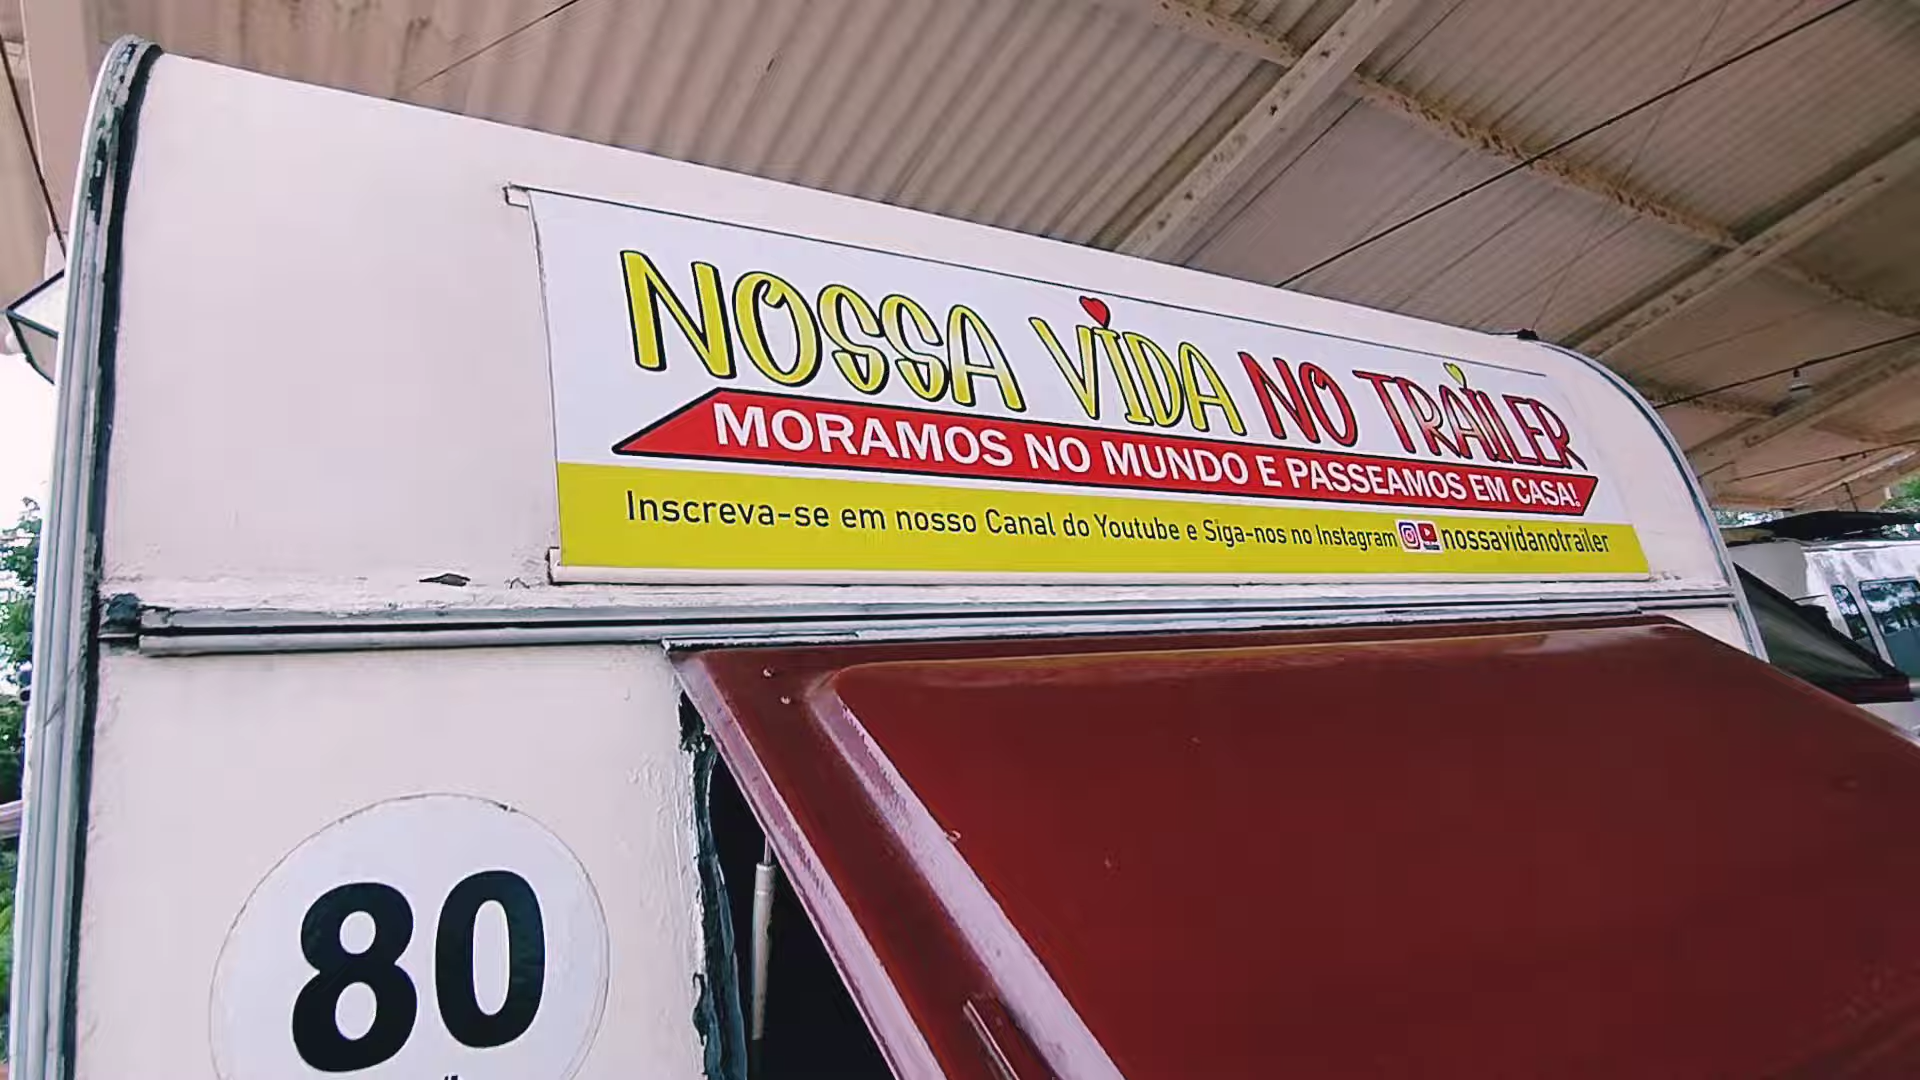 NOSSA VIDA NO TRAILER
MORAMOS NO MUNDO E PASSEAMOS EM CASA!
Inscreva-se em nosso Canal do Youtube e Siga-nos no Instagram nossavidanotrailer
80